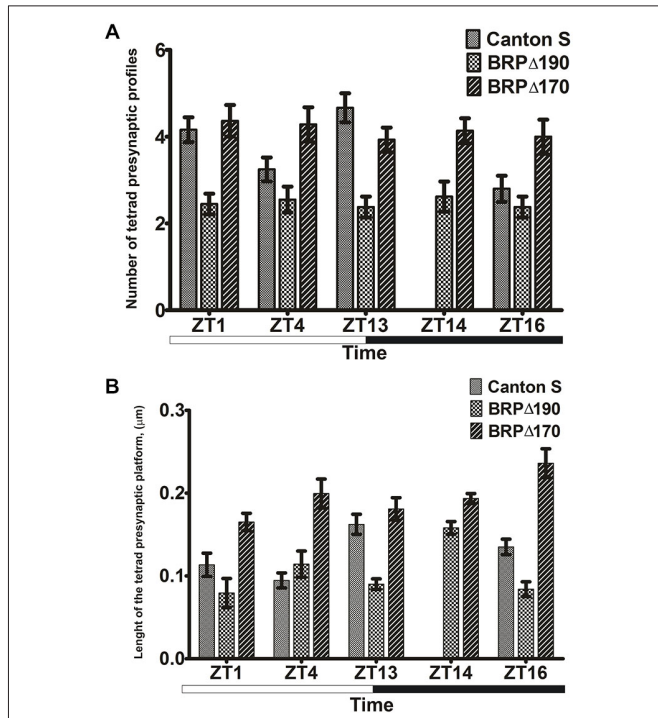 A
Canton S
BRPΔ190
BRPΔ170
Number of tetrad presynaptic profiles
6
4
2
0
ZT1 ZT4 ZT13 ZT14 ZT16
Time
B
Canton S
BRPΔ190
BRPΔ170
Lenght of the tetrad presynaptic platform, (μm)
0.3
0.2
0.1
0.0
ZT1 ZT4 ZT13 ZT14 ZT16
Time